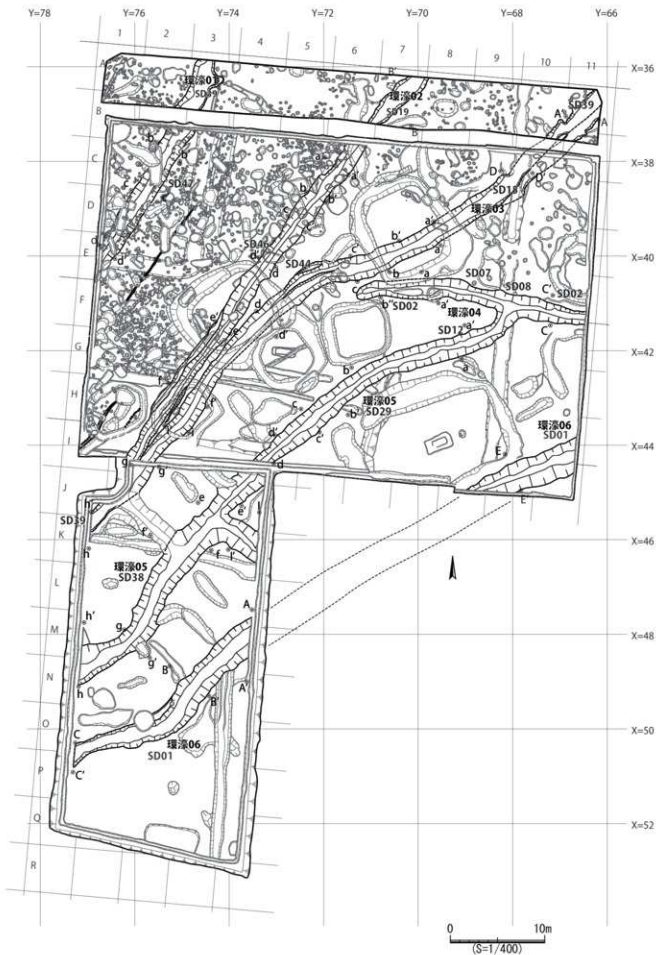 Y=78 Y=76 Y=74 Y=72 Y=70 Y=68 Y=66
1 2 3 4 5 6 7 8 9 10 11
X=36
A
環濠01
SD39
B'
環濠02
SD19
B
SD39
A'
A
B
X=38
C
b
b'
SD47
c
a
a'
b
b'
D
SD15
D'
環濠03
D
c
a'
b'
SD46
d
d'
E
X=40
SD44
c
b
a
SD07
SD08
C'
SD02
F
d
c'
b'
SD02
a'
環濠04
SD12
a'
C
e'
e
d'
G
X=42
b
a
f
環濠05
SD29
b'
H
f'
c
c'
d'
環濠06
SD01
I
X=44
g
g'
d
E
E'
J
h
SD39
e
e'
K
f'
f
h'
X=46
環濠05
SD38
L
h'
A
M
g
X=48
g'
B
N
h
A'
B'
O
C
X=50
環濠06
SD01
P
C'
Q
X=52
R
0 10m
(S=1/400)